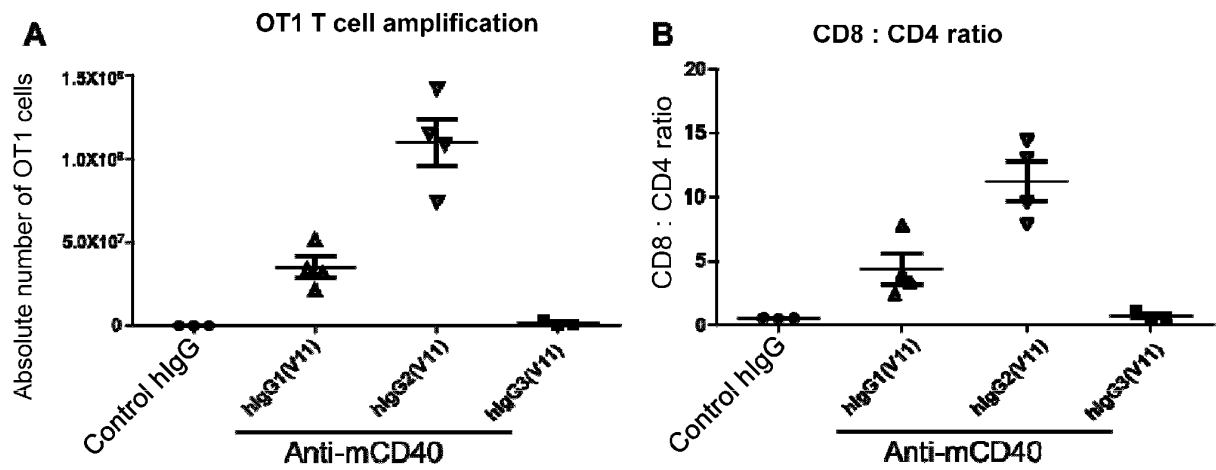 A
OT1 T cell amplification
Absolute number of OT1 cells
1.5X10⁸
1.0X10⁸
5.0X10⁷
0
Control hIgG
hIgG1(V11)
hIgG2(V11)
hIgG3(V11)
Anti-mCD40
B
CD8 : CD4 ratio
CD8 : CD4 ratio
20
15
10
5
0
Control hIgG
hIgG1(V11)
hIgG2(V11)
hIgG3(V11)
Anti-mCD40